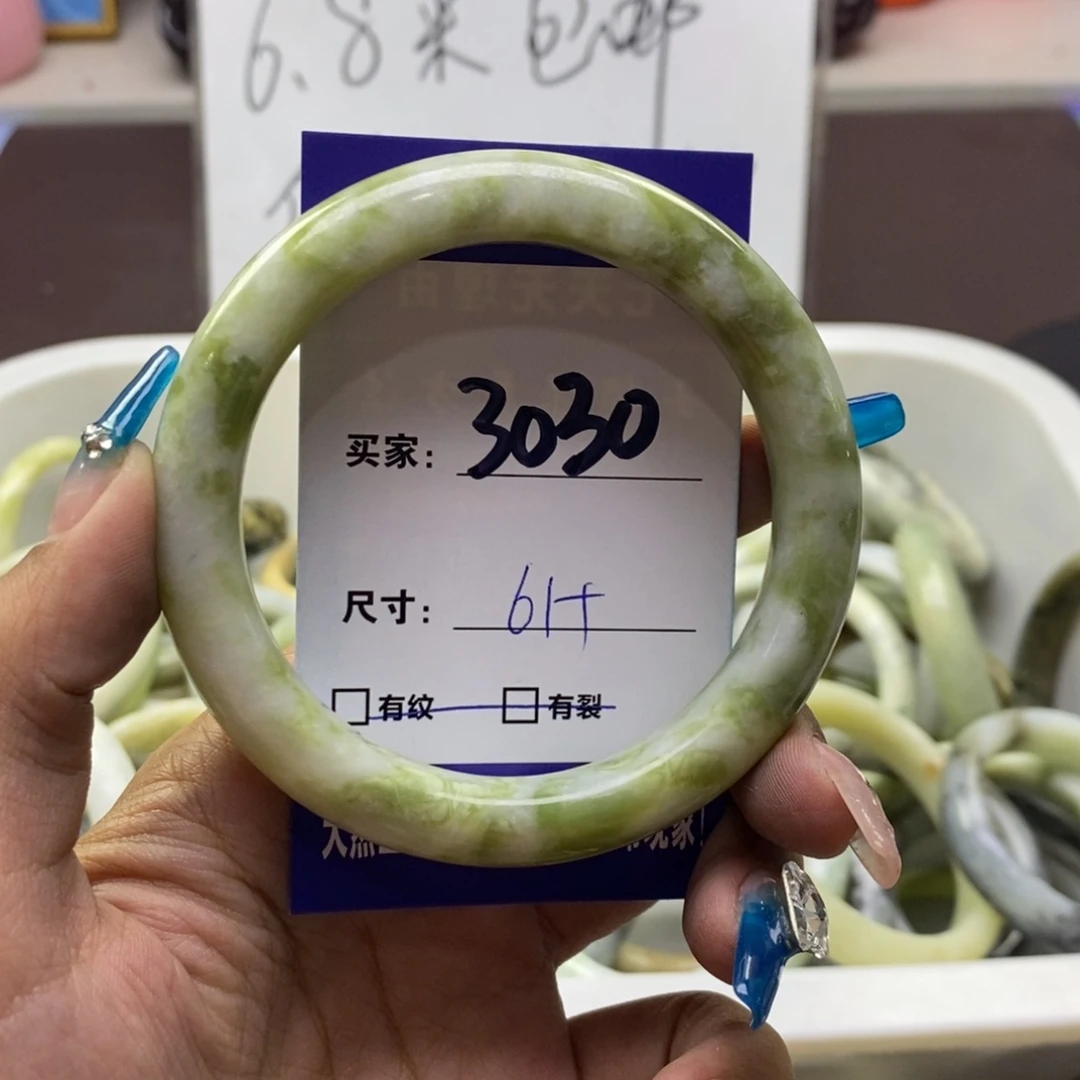 6.8米包邮
买家: 3030
尺寸: 61+
□有纹 □有裂